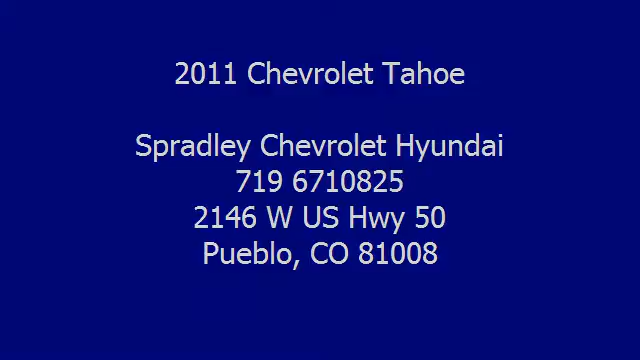 2011 Chevrolet Tahoe
Spradley Chevrolet Hyundai
719 6710825
2146 W US Hwy 50
Pueblo, CO 81008